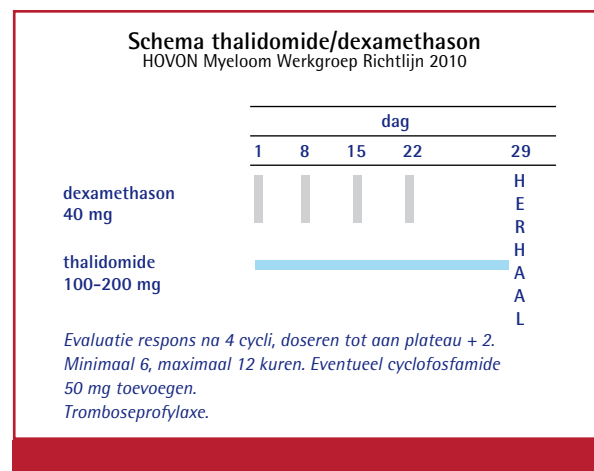 Schema thalidomide/dexamethason
HOVON Myeloom Werkgroep Richtlijn 2010
dag
1 8 15 22 29
dexamethason
40 mg
thalidomide
100-200 mg
H
E
R
H
A
A
L
Evaluatie respons na 4 cycli, doseren tot aan plateau + 2.
Minimaal 6, maximaal 12 kuren. Eventueel cyclofosfamide
50 mg toevoegen.
Tromboseprofylaxe.